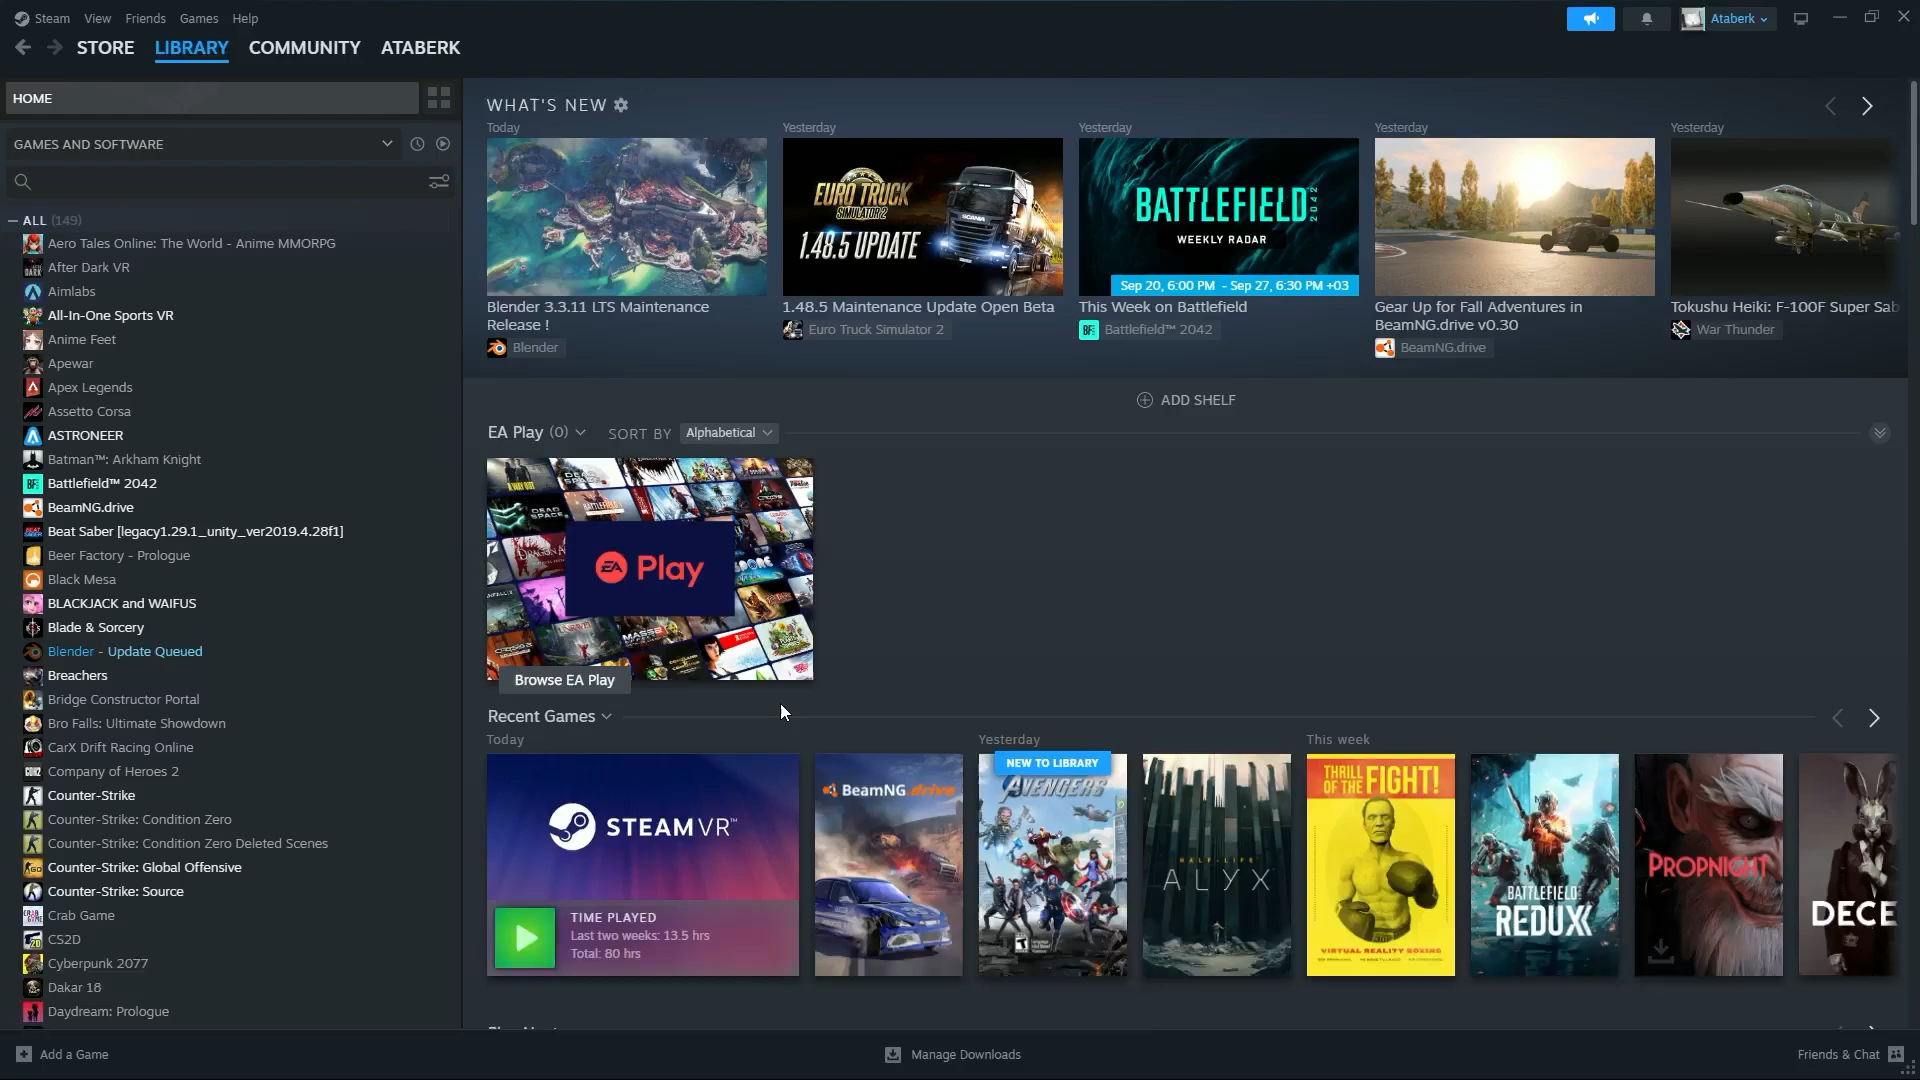 Steam View Friends Games Help
Ataberk
STORE LIBRARY COMMUNITY ATABERK
HOME
GAMES AND SOFTWARE
ALL (149)
Aero Tales Online: The World - Anime MMORPG
After Dark VR
Aimlabs
All-In-One Sports VR
Anime Feet
Apewar
Apex Legends
Assetto Corsa
ASTRONEER
Batman™: Arkham Knight
Battlefield™ 2042
BeamNG.drive
Beat Saber [legacy1.29.1_unity_ver2019.4.28f1]
Beer Factory - Prologue
Black Mesa
BLACKJACK and WAIFUS
Blade & Sorcery
Blender - Update Queued
Breachers
Bridge Constructor Portal
Bro Falls: Ultimate Showdown
CarX Drift Racing Online
Company of Heroes 2
Counter-Strike
Counter-Strike: Condition Zero
Counter-Strike: Condition Zero Deleted Scenes
Counter-Strike: Global Offensive
Counter-Strike: Source
Crab Game
CS2D
Cyberpunk 2077
Dakar 18
Daydream: Prologue
WHAT'S NEW
Today
Blender 3.3.11 LTS Maintenance
Release !
Blender
Yesterday
EURO TRUCK
SIMULATOR 2
1.48.5 UPDATE
SCANIA
1.48.5 Maintenance Update Open Beta
Euro Truck Simulator 2
Yesterday
BATTLEFIELD 2042
WEEKLY RADAR
Sep 20, 6:00 PM - Sep 27, 6:30 PM +03
This Week on Battlefield
BF
Battlefield™ 2042
Yesterday
Gear Up for Fall Adventures in
BeamNG.drive v0.30
BeamNG.drive
Yesterday
Tokushu Heiki: F-100F Super Sab
War Thunder
ADD SHELF
EA Play (0) SORT BY Alphabetical
DEAD SPACE
EA Play
SPORE
Browse EA Play
Recent Games
Today
STEAMVR™
TIME PLAYED
Last two weeks: 13.5 hrs
Total: 80 hrs
BeamNG.drive
Yesterday
NEW TO LIBRARY
AVENGERS
HALF-LIFE
ALYX
This week
THRILL
OF THE FIGHT!
VIRTUAL REALITY BOXING
BATTLEFIELD
REDUX
PROPNIGHT
DECE
Add a Game
Manage Downloads
Friends & Chat